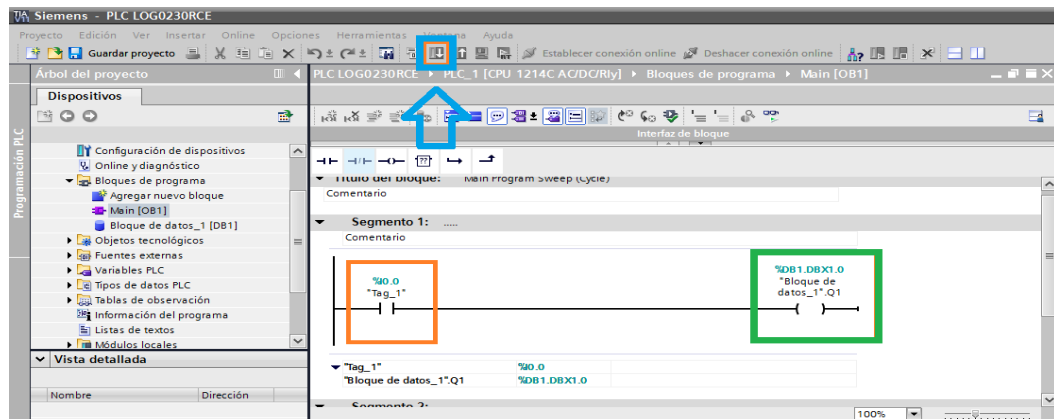 Siemens - PLC LOG0230RCE
Proyecto Edición Ver Insertar Online Opciones Herramientas Ventana Ayuda
Guardar proyecto Establecer conexión online Deshacer conexión online
Árbol del proyecto
PLC LOG0230RCE PLC_1 [CPU 1214C AC/DC/Rly] Bloques de programa Main [OB1]
Dispositivos
Interfaz de bloque
Programación PLC
Configuración de dispositivos
Online y diagnóstico
Bloques de programa
Agregar nuevo bloque
Main [OB1]
Bloque de datos_1 [DB1]
Objetos tecnológicos
Fuentes externas
Variables PLC
Tipos de datos PLC
Tablas de observación
Información del programa
Listas de textos
Módulos locales
Vista detallada
Nombre Dirección
??
Título del bloque: "Main Program Sweep (Cycle)"
Comentario
Segmento 1: .....
Comentario
%I0.0
"Tag_1"
%DB1.DBX1.0
"Bloque de
datos_1".Q1
"Tag_1" %I0.0
"Bloque de datos_1".Q1 %DB1.DBX1.0
Segmento 2:
100%